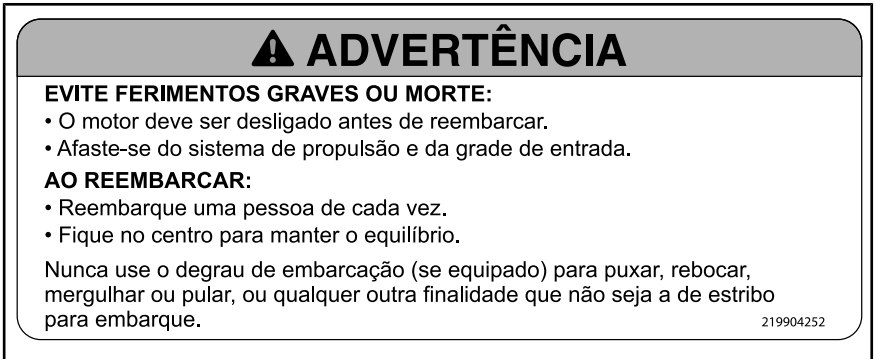 ADVERTÊNCIA
EVITE FERIMENTOS GRAVES OU MORTE:
• O motor deve ser desligado antes de reembarcar.
• Afaste-se do sistema de propulsão e da grade de entrada.
AO REEMBARCAR:
• Reembarque uma pessoa de cada vez.
• Fique no centro para manter o equilíbrio.
Nunca use o degrau de embarcação (se equipado) para puxar, rebocar,
mergulhar ou pular, ou qualquer outra finalidade que não seja a de estribo
para embarque.
219904252